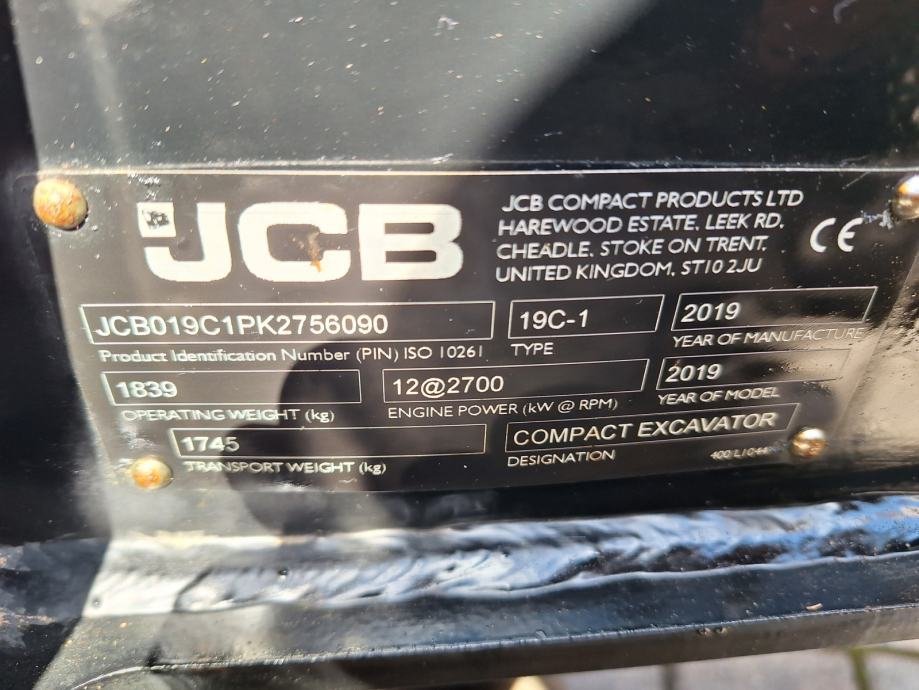 JCB
JCB COMPACT PRODUCTS LTD
HAREWOOD ESTATE, LEEK RD,
CHEADLE, STOKE ON TRENT,
UNITED KINGDOM, ST10 2JU
CE
JCB019C1PK2756090
Product Identification Number (PIN) ISO 10261
19C-1
TYPE
2019
YEAR OF MANUFACTURE
1839
OPERATING WEIGHT (kg)
12@2700
ENGINE POWER (kW @ RPM)
2019
YEAR OF MODEL
1745
TRANSPORT WEIGHT (kg)
COMPACT EXCAVATOR
DESIGNATION